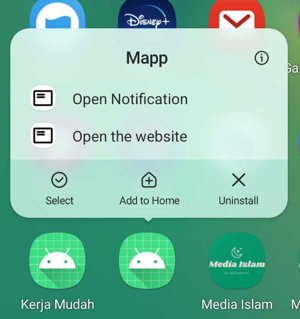 Disney+
Mapp
Open Notification
Open the website
Select
Add to Home
Uninstall
Media Islam
Kerja Mudah
Media Islam